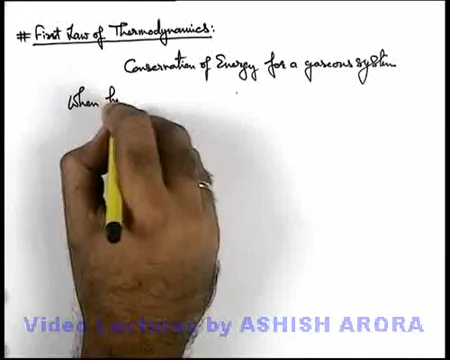 # First Law of Thermodynamics:
Conservation of Energy for a gaseous system
When
Video Lectures by ASHISH ARORA